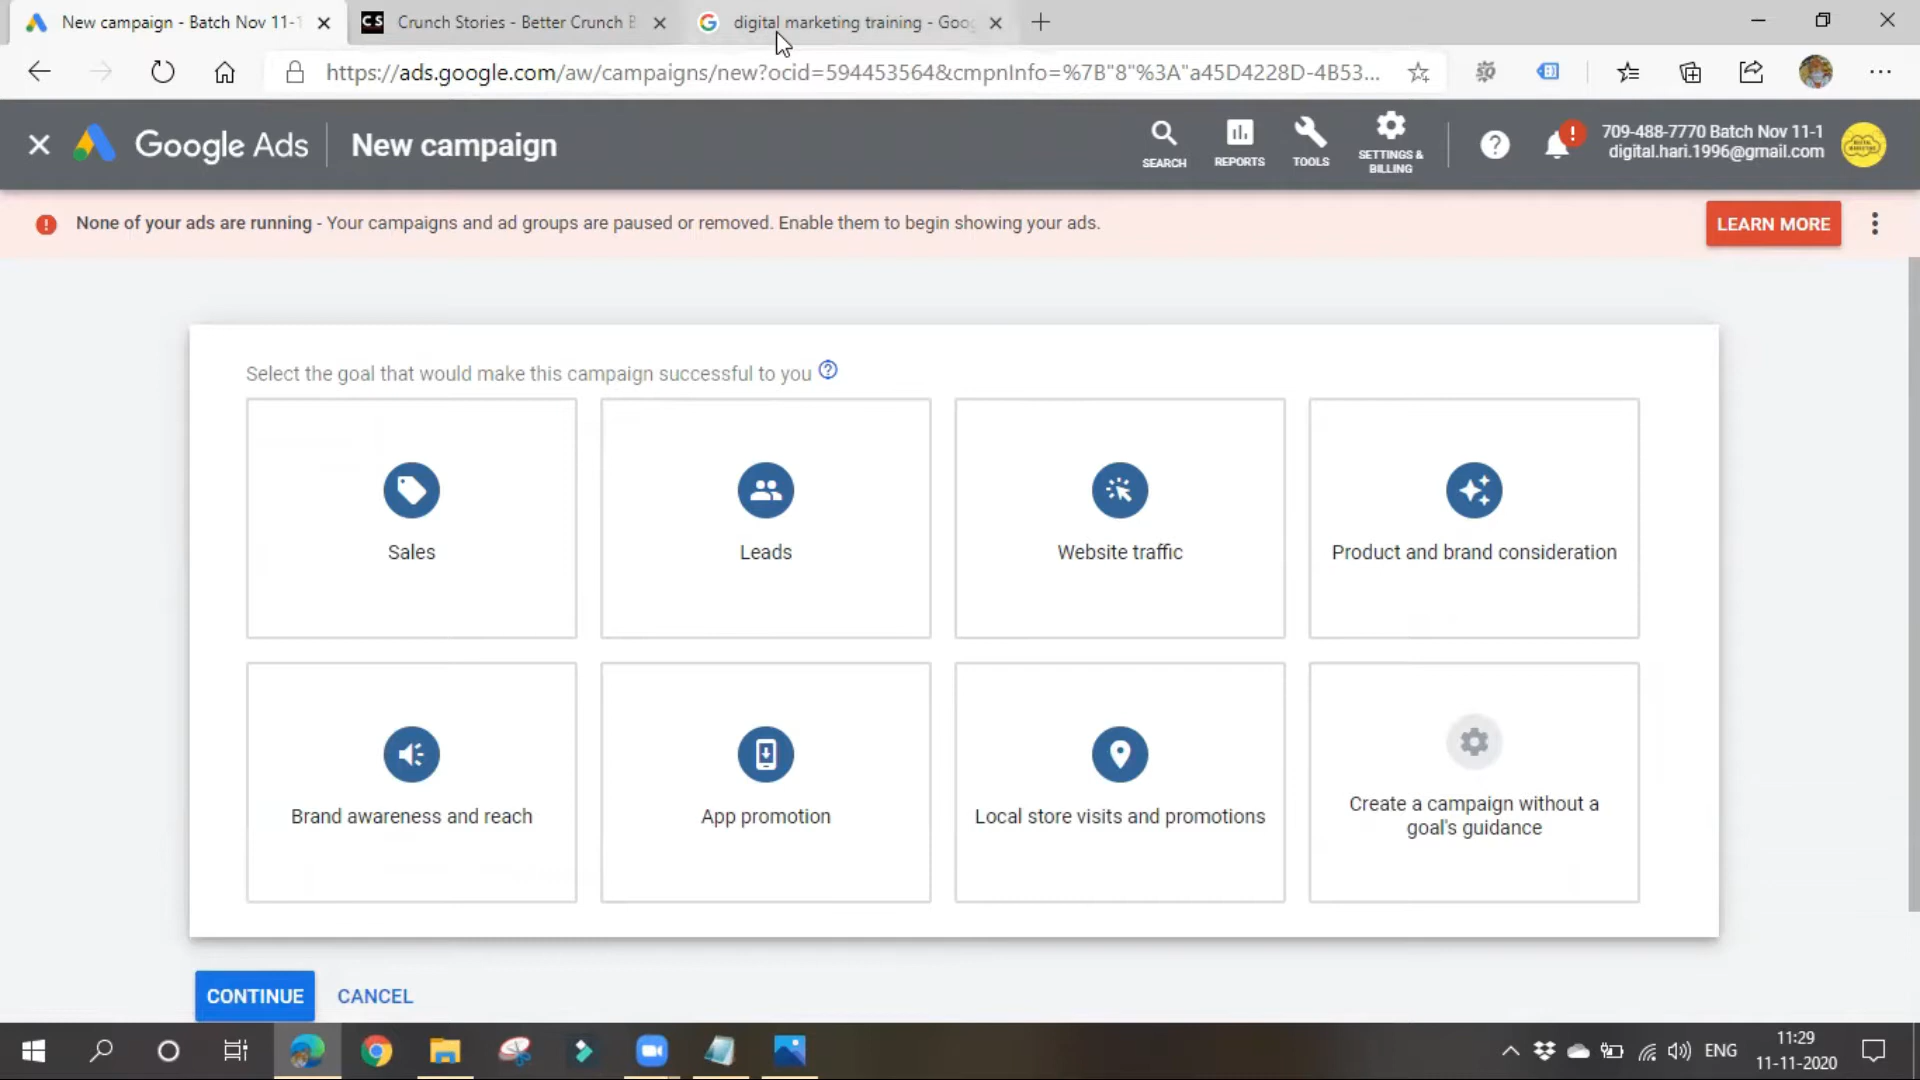 New campaign - Batch Nov 11-1
Crunch Stories - Better Crunch B
digital marketing training - Goog
https://ads.google.com/aw/campaigns/new?ocid=594453564&cmpnInfo=%7B"8"%3A"a45D4228D-4B53...
Google Ads
New campaign
SEARCH
REPORTS
TOOLS
SETTINGS &
BILLING
709-488-7770 Batch Nov 11-1
digital.hari.1996@gmail.com
None of your ads are running - Your campaigns and ad groups are paused or removed. Enable them to begin showing your ads.
LEARN MORE
Select the goal that would make this campaign successful to you
Sales
Leads
Website traffic
Product and brand consideration
Brand awareness and reach
App promotion
Local store visits and promotions
Create a campaign without a
goal's guidance
CONTINUE
CANCEL
ENG
11:29
11-11-2020